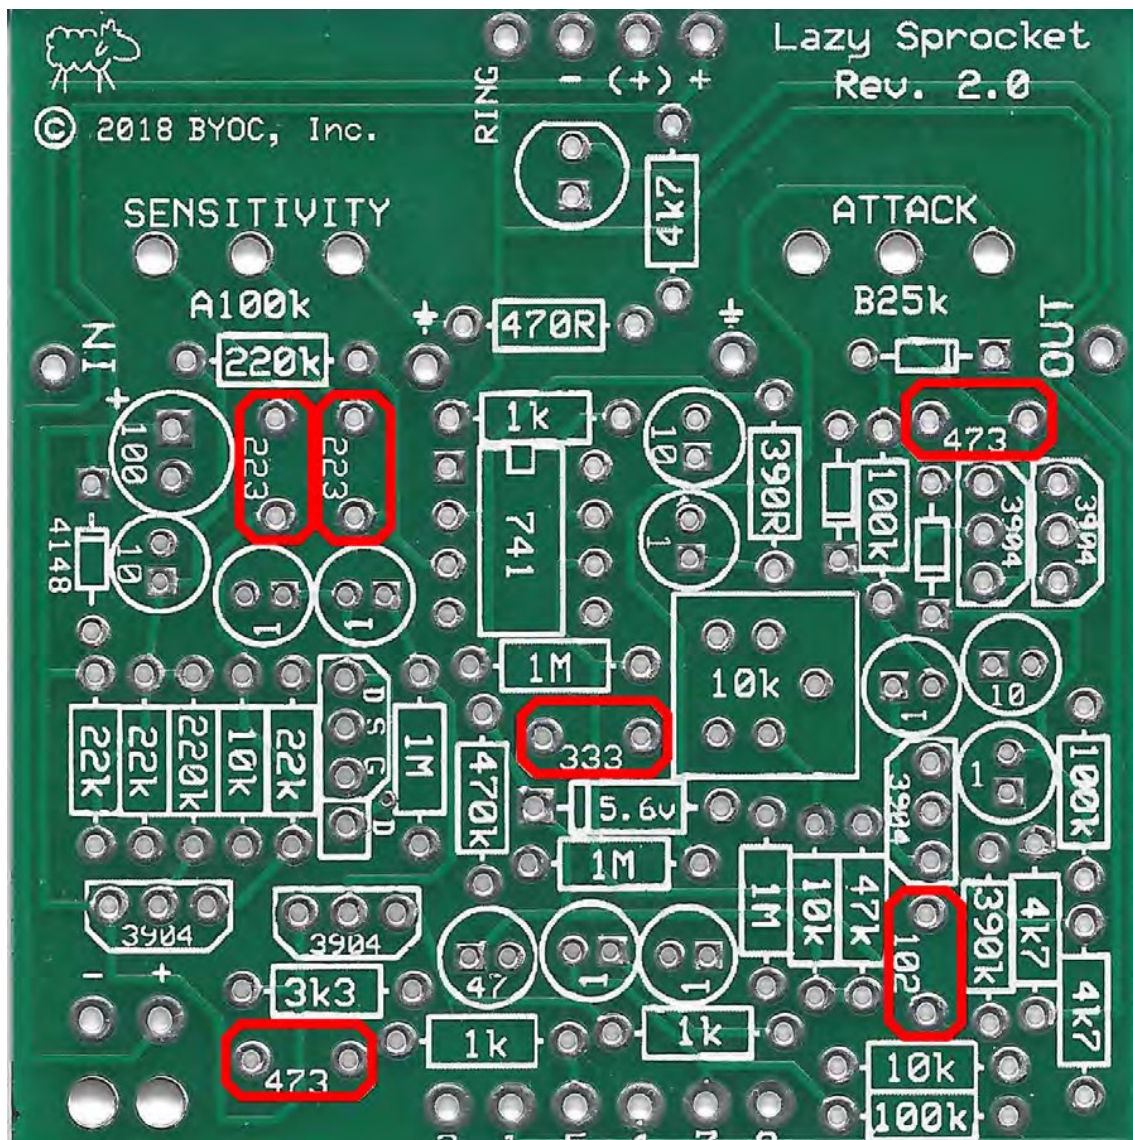 Lazy Sprocket
Rev. 2.0
© 2018 BYOC, Inc.
RING - (+) +
4k7
SENSITIVITY
ATTACK
A100k
B25k
IN
470R
OUT
220k
+
100
223
223
1k
10
390R
473
100k
3904
3904
741
1
4148
10
1
1
1M
10k
1
10
22k
22k
220k
10k
22k
D
S
G
D
1M
470k
333
3904
1
100k
5.6v
1M
1M
10k
47k
390k
4k7
4k7
102
3904
3904
47
1
1
- +
3k3
1k
1k
473
10k
100k